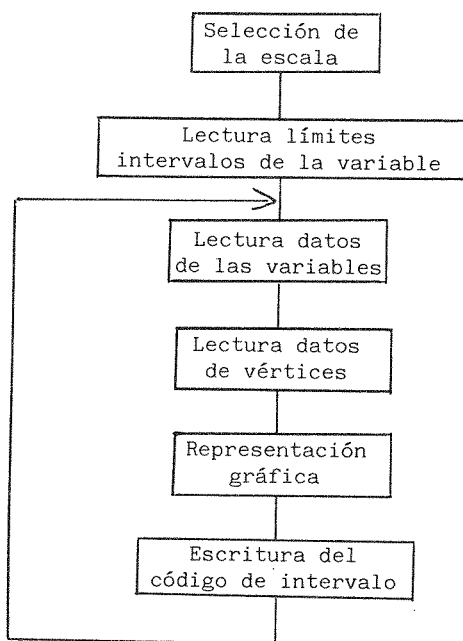 Selección de
la escala
Lectura límites
intervalos de la variable
Lectura datos
de las variables
Lectura datos
de vértices
Representación
gráfica
Escritura del
código de intervalo